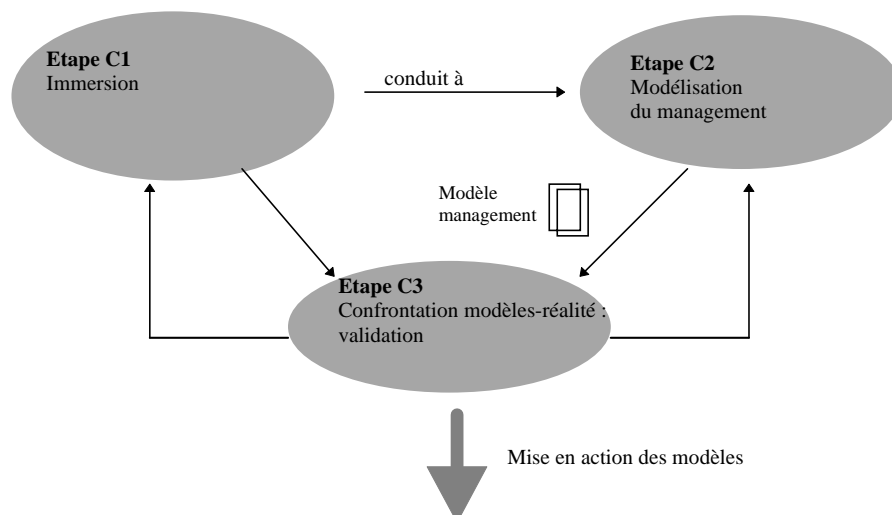 Etape C1
Immersion
conduit à
Etape C2
Modélisation
du management
Modèle
management
Etape C3
Confrontation modèles-réalité :
validation
Mise en action des modèles